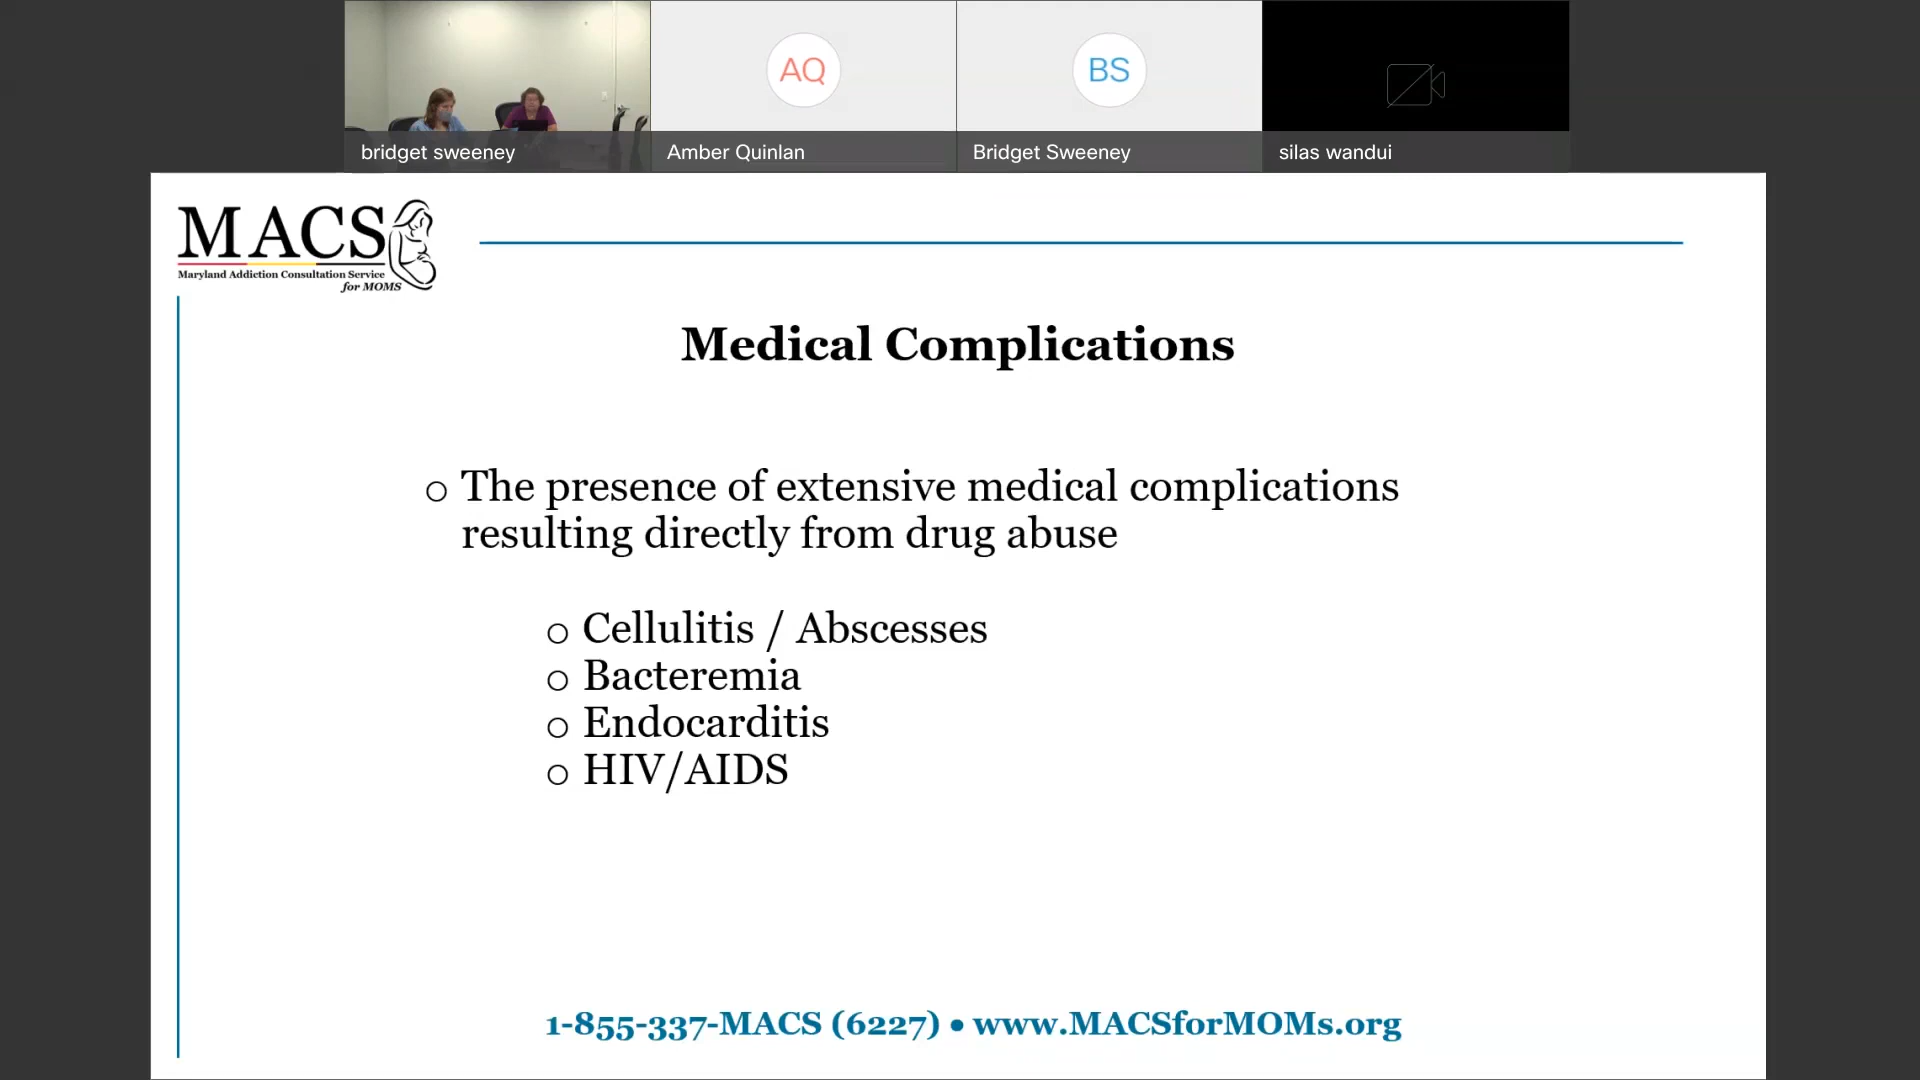 AQ
BS
bridget sweeney
Amber Quinlan
Bridget Sweeney
silas wandui
MACS
Maryland Addiction Consultation Service
for MOMS
Medical Complications
o The presence of extensive medical complications
resulting directly from drug abuse
o Cellulitis / Abscesses
o Bacteremia
o Endocarditis
o HIV/AIDS
1-855-337-MACS (6227) • www.MACSforMOMs.org